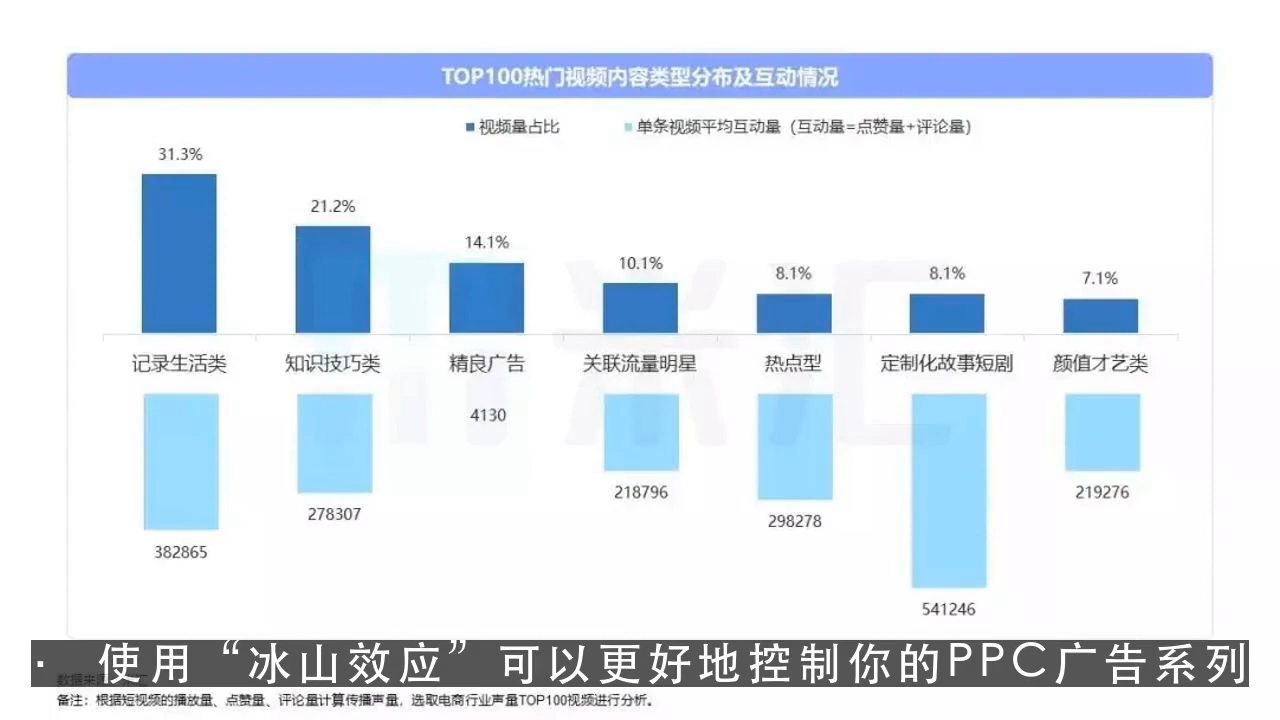 TOP100热门视频内容类型分布及互动情况
视频量占比 单条视频平均互动量（互动量=点赞量+评论量）
31.3% 21.2% 14.1% 10.1% 8.1% 8.1% 7.1%
记录生活类 知识技巧类 精良广告 关联流量明星 热点型 定制化故事短剧 颜值才艺类
382865 278307 4130 218796 298278 541246 219276
· 使用“冰山效应”可以更好地控制你的PPC广告系列
备注：根据短视频的播放量、点赞量、评论量计算传播声量，选取电商行业声量TOP100视频进行分析。